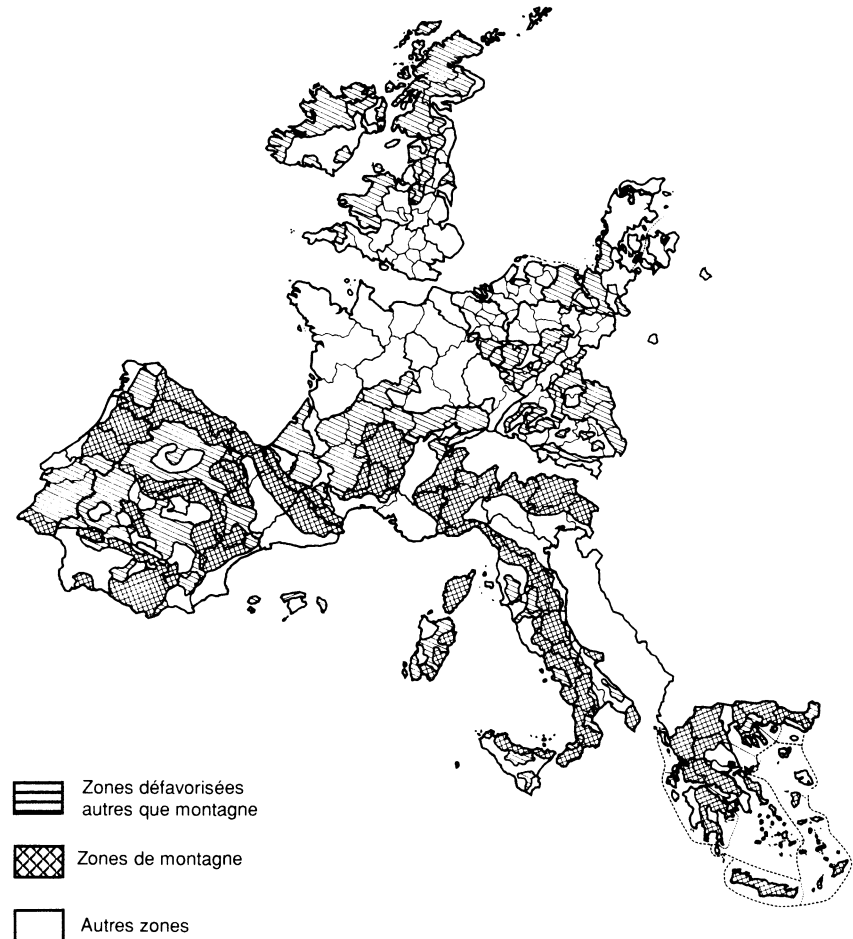 Zones défavorisées
autres que montagne
Zones de montagne
Autres zones